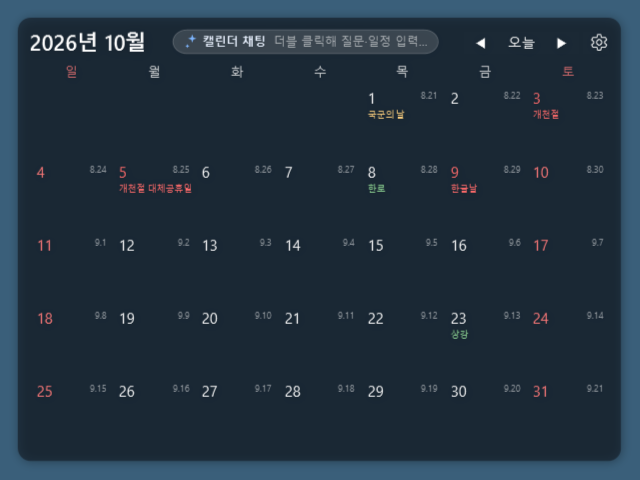 2026년 10월 캘린더 채팅 더블 클릭해 질문·일정 입력... ◀ 오늘 ▶
일 월 화 수 목 금 토
1 8.21 2 8.22 3 8.23
국군의 날 개천절
4 8.24 5 8.25 6 8.26 7 8.27 8 8.28 9 8.29 10 8.30
개천절 대체공휴일 한로 한글날
11 9.1 12 9.2 13 9.3 14 9.4 15 9.5 16 9.6 17 9.7
18 9.8 19 9.9 20 9.10 21 9.11 22 9.12 23 9.13 24 9.14
상강
25 9.15 26 9.16 27 9.17 28 9.18 29 9.19 30 9.20 31 9.21